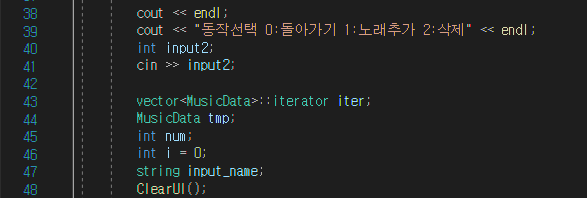 38 cout << endl;
39 cout << "동작선택 0:돌아가기 1:노래추가 2:삭제" << endl;
40 int input2;
41 cin >> input2;
42
43 vector<MusicData>::iterator iter;
44 MusicData tmp;
45 int num;
46 int i = 0;
47 string input_name;
48 ClearUI();